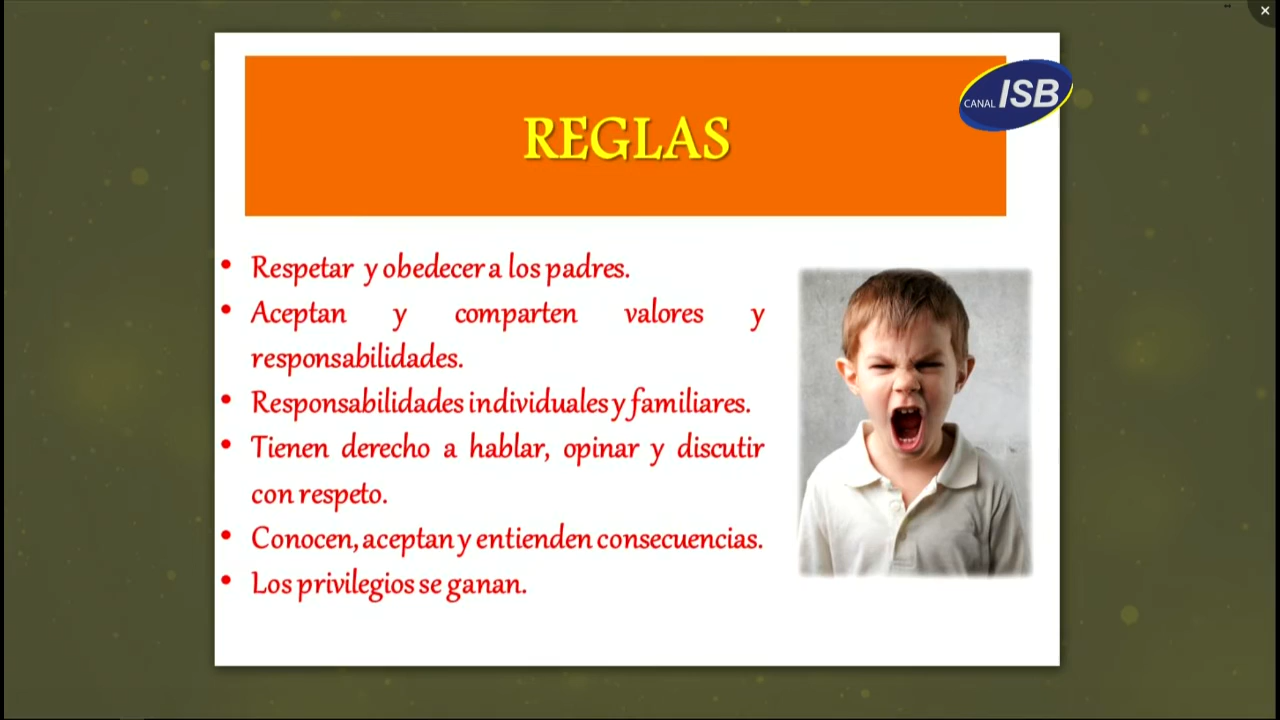 CANAL ISB
REGLAS
• Respetar y obedecer a los padres.
• Aceptan y comparten valores y
responsabilidades.
• Responsabilidades individuales y familiares.
• Tienen derecho a hablar, opinar y discutir
con respeto.
• Conocen, aceptan y entienden consecuencias.
• Los privilegios se ganan.